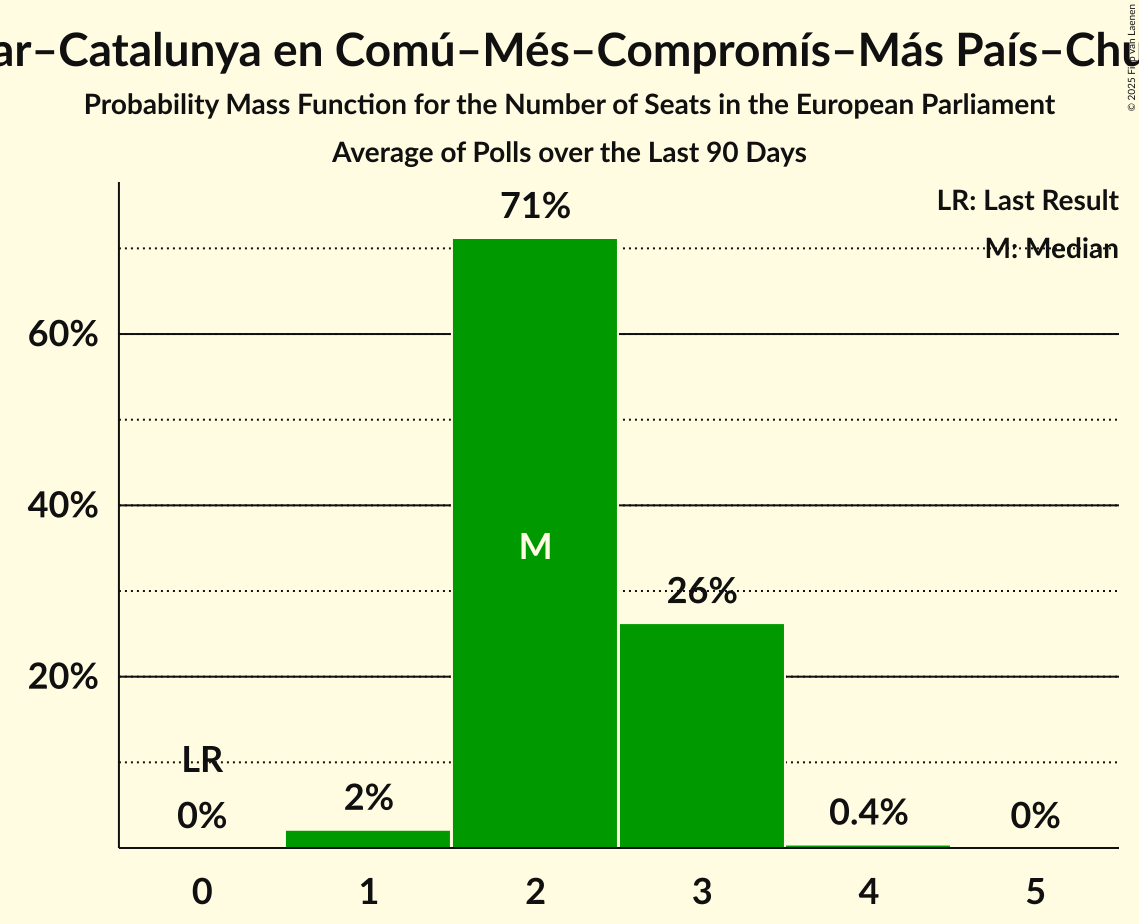 ar–Catalunya en Comú–Més–Compromís–Más País–Chu
© 2025 Filip van Laenen
Probability Mass Function for the Number of Seats in the European Parliament
Average of Polls over the Last 90 Days
LR: Last Result
M: Median
71%
60%
40%
M
26%
20%
LR
0%
2%
0.4%
0%
0 1 2 3 4 5